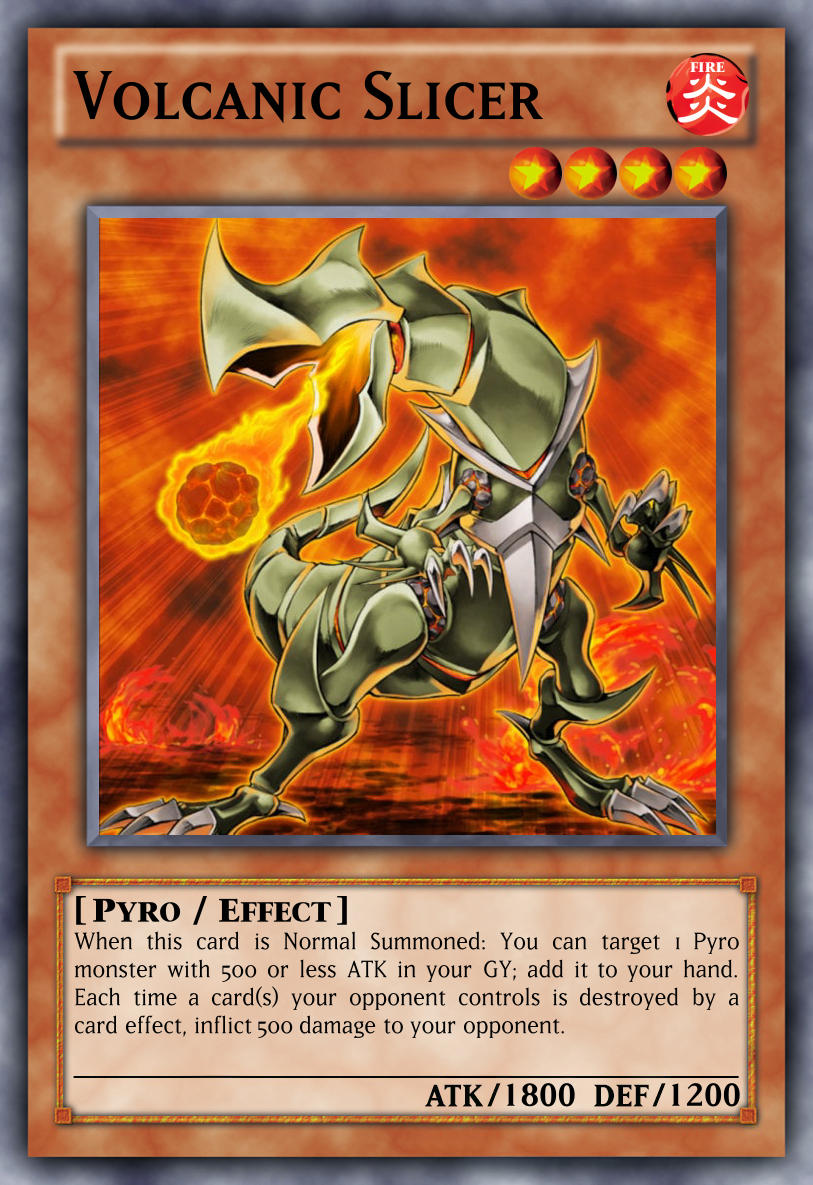 Volcanic Slicer
FIRE
炎
[ Pyro / Effect ]
When this card is Normal Summoned: You can target 1 Pyro
monster with 500 or less ATK in your GY; add it to your hand.
Each time a card(s) your opponent controls is destroyed by a
card effect, inflict 500 damage to your opponent.
ATK/1800 DEF/1200